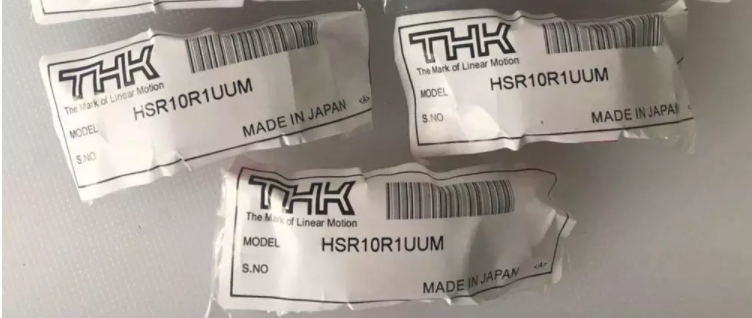 THK
The Mark of Linear Motion
MODEL HSR10R1UUM
S.NO
MADE IN JAPAN
THK
The Mark of Linear Motion
MODEL HSR10R1UUM
S.NO
MADE IN JAPAN
THK
The Mark of Linear Motion
MODEL HSR10R1UUM
S.NO
MADE IN JAPAN <4>